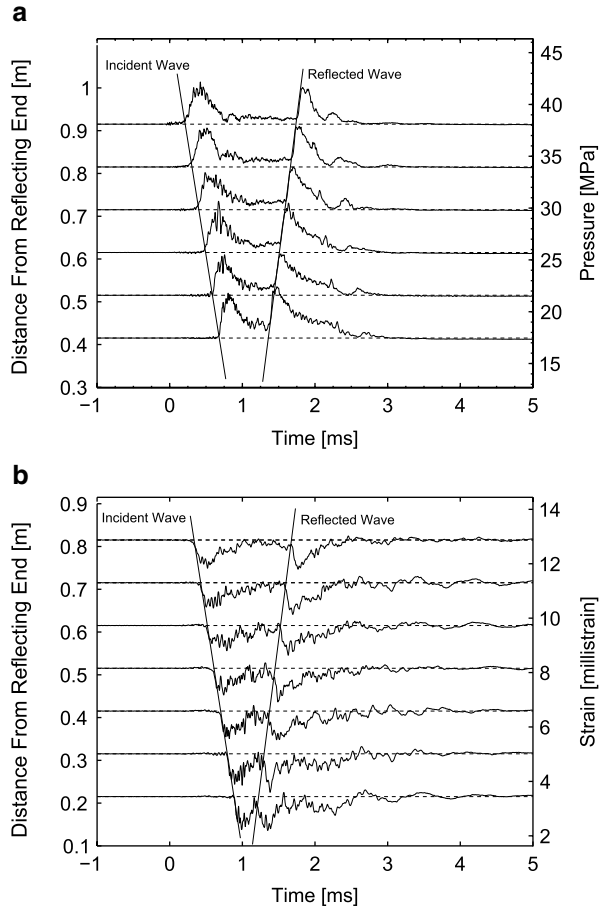 a
Incident Wave
Reflected Wave
Distance From Reflecting End [m]
1
0.9
0.8
0.7
0.6
0.5
0.4
0.3
45
40
35
30
25
20
15
Pressure [MPa]
−1 0 1 2 3 4 5
Time [ms]
b
Incident Wave
Reflected Wave
Distance From Reflecting End [m]
0.9
0.8
0.7
0.6
0.5
0.4
0.3
0.2
0.1
14
12
10
8
6
4
2
Strain [millistrain]
−1 0 1 2 3 4 5
Time [ms]